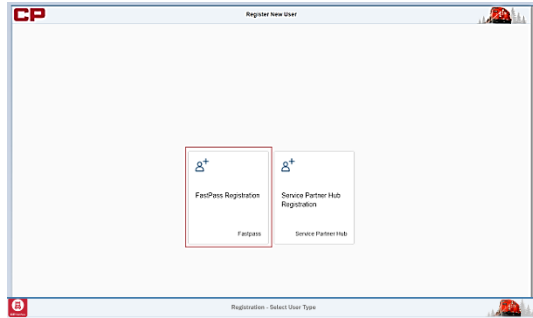 CP
Register New User
FastPass Registration
Fastpass
Service Partner Hub
Registration
Service Partner Hub
Registration - Select User Type